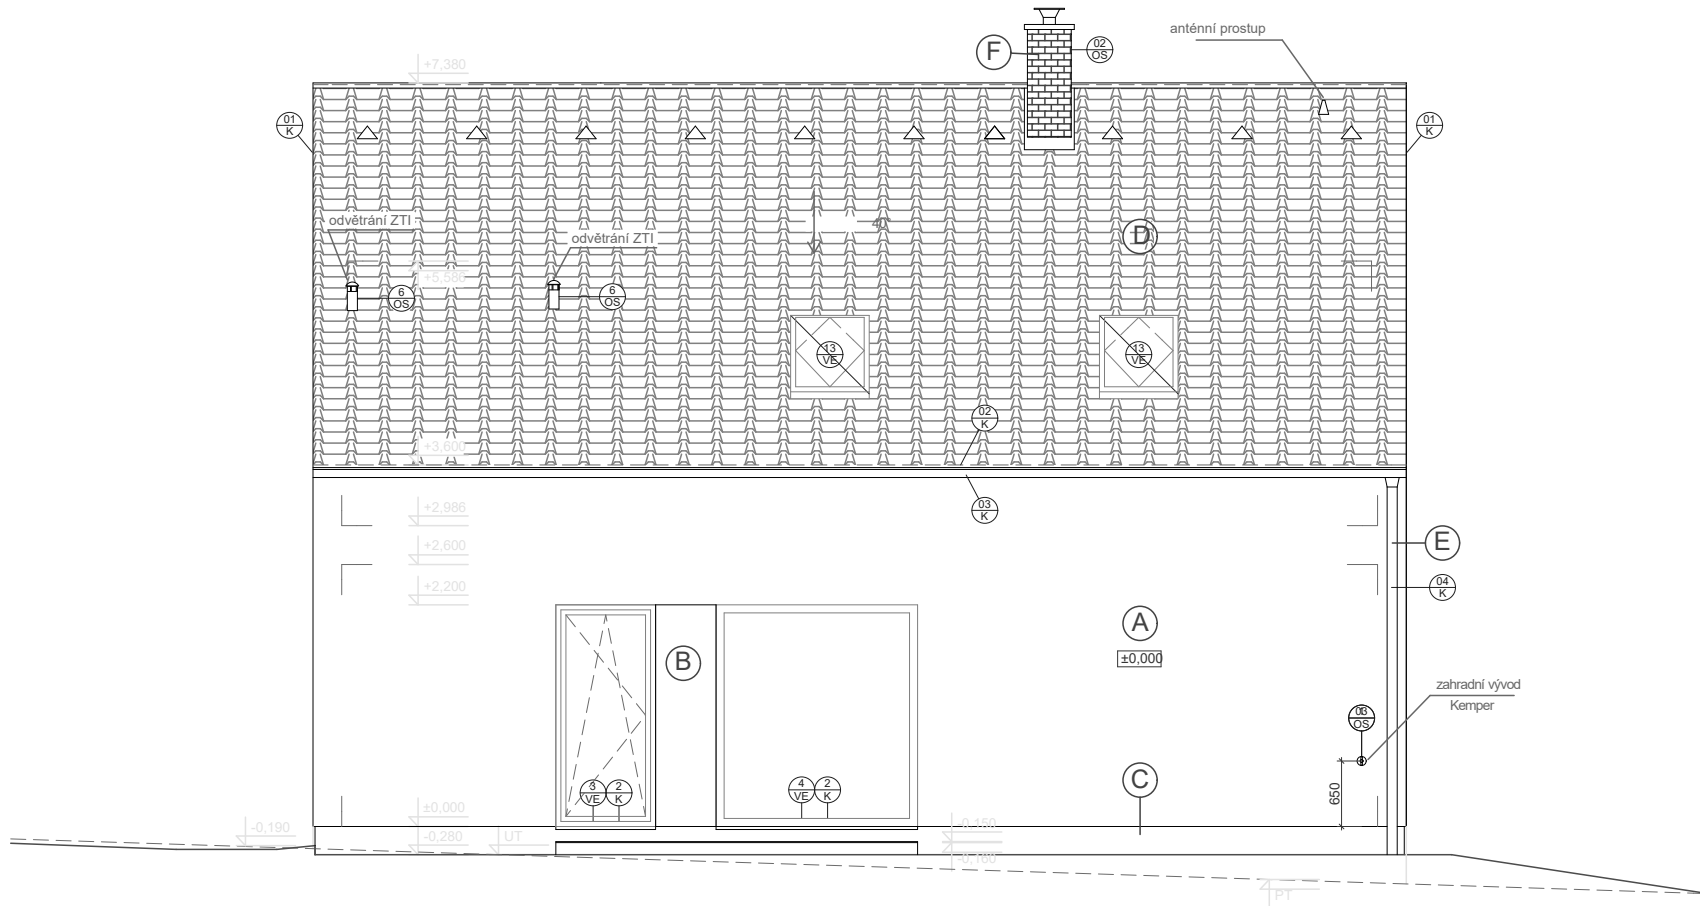 anténní prostup
F
02
OS
+7,380
01
K
01
K
odvětrání ZTI
odvětrání ZTI
40°
D
+5,580
6
OS
6
OS
13
VE
13
VE
02
K
+3,600
03
K
+2,986
+2,600
+2,200
E
04
K
A
±0,000
B
zahradní vývod
Kemper
OS
3
VE
2
K
4
VE
2
K
C
650
±0,000
-0,190
-0,280
UT
-0,150
-0,160
PT